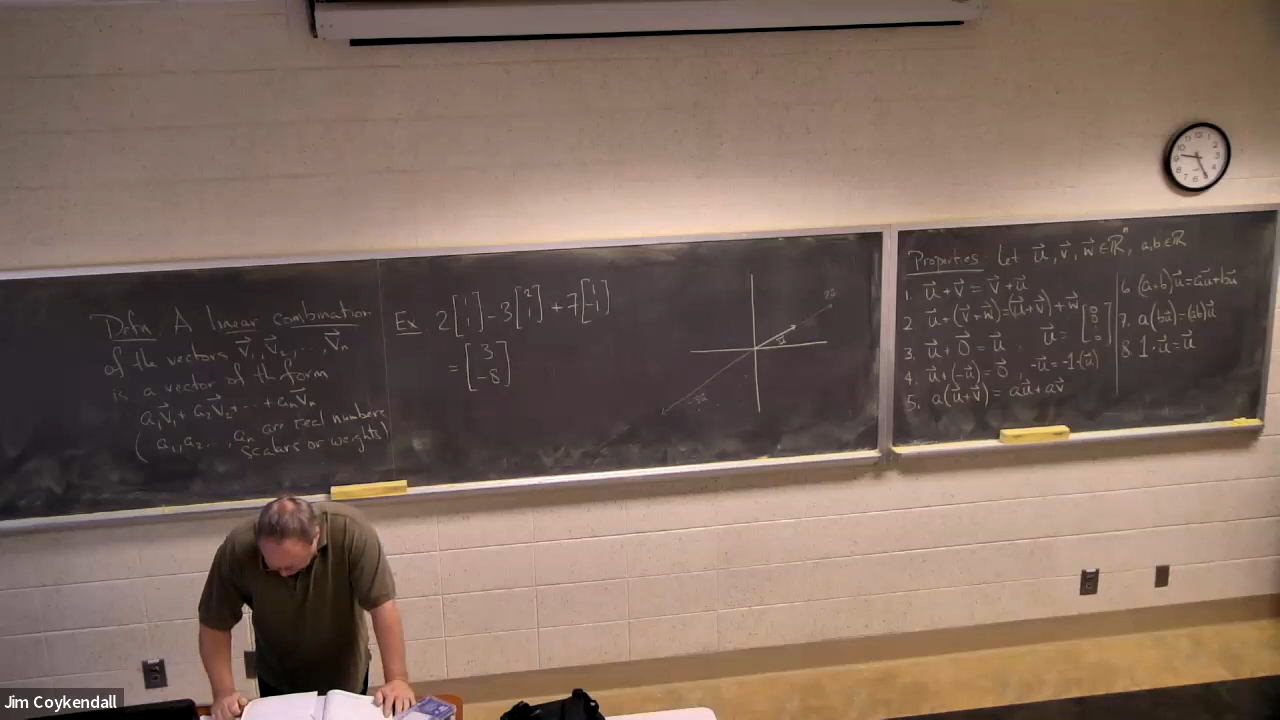 Defn A linear combination
of the vectors v⃗₁, v⃗₂, ..., v⃗ₙ
is a vector of the form
a₁v⃗₁ + a₂v⃗₂ + ... + aₙv⃗ₙ
(a₁, a₂, ..., aₙ are real numbers
scalars or weights)
Ex 2[1 1] - 3[2 1] + 7[1 -1]
= [3 -8]
u⃗
Properties Let u⃗, v⃗, w⃗ ∈ ℝⁿ, a, b ∈ ℝ
1. u⃗ + v⃗ = v⃗ + u⃗
2. u⃗ + (v⃗ + w⃗) = (u⃗ + v⃗) + w⃗
3. u⃗ + 0⃗ = u⃗
4. u⃗ + (-u⃗) = 0⃗, -u⃗ = -1·(u⃗)
5. a(u⃗ + v⃗) = au⃗ + av⃗
6. (a+b)u⃗ = au⃗ + bu⃗
7. a(bu⃗) = (ab)u⃗
8. 1·u⃗ = u⃗
Jim Coykendall